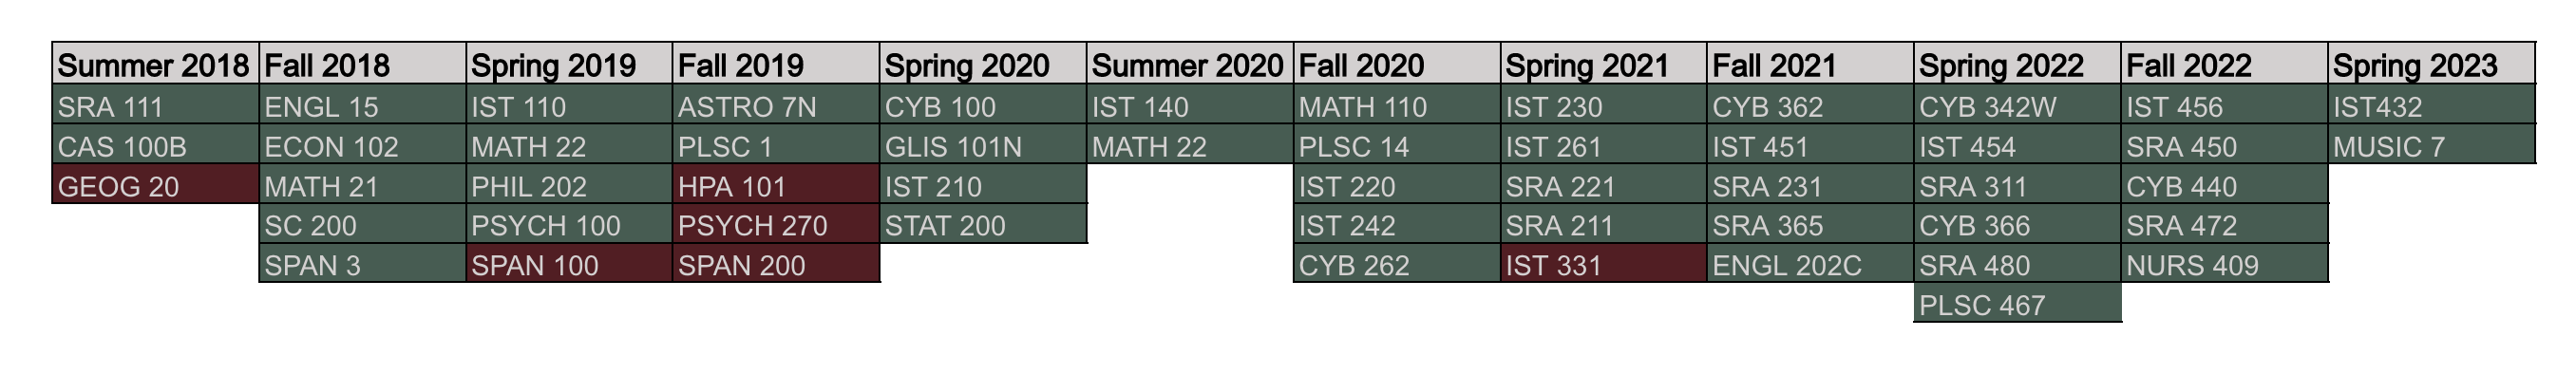 Summer 2018 Fall 2018 Spring 2019 Fall 2019 Spring 2020 Summer 2020 Fall 2020 Spring 2021 Fall 2021 Spring 2022 Fall 2022 Spring 2023
SRA 111 ENGL 15 IST 110 ASTRO 7N CYB 100 IST 140 MATH 110 IST 230 CYB 362 CYB 342W IST 456 IST432
CAS 100B ECON 102 MATH 22 PLSC 1 GLIS 101N MATH 22 PLSC 14 IST 261 IST 451 IST 454 SRA 450 MUSIC 7
GEOG 20 MATH 21 PHIL 202 HPA 101 IST 210 IST 220 SRA 221 SRA 231 SRA 311 CYB 440
SC 200 PSYCH 100 PSYCH 270 STAT 200 IST 242 SRA 211 SRA 365 CYB 366 SRA 472
SPAN 3 SPAN 100 SPAN 200 CYB 262 IST 331 ENGL 202C SRA 480 NURS 409
PLSC 467